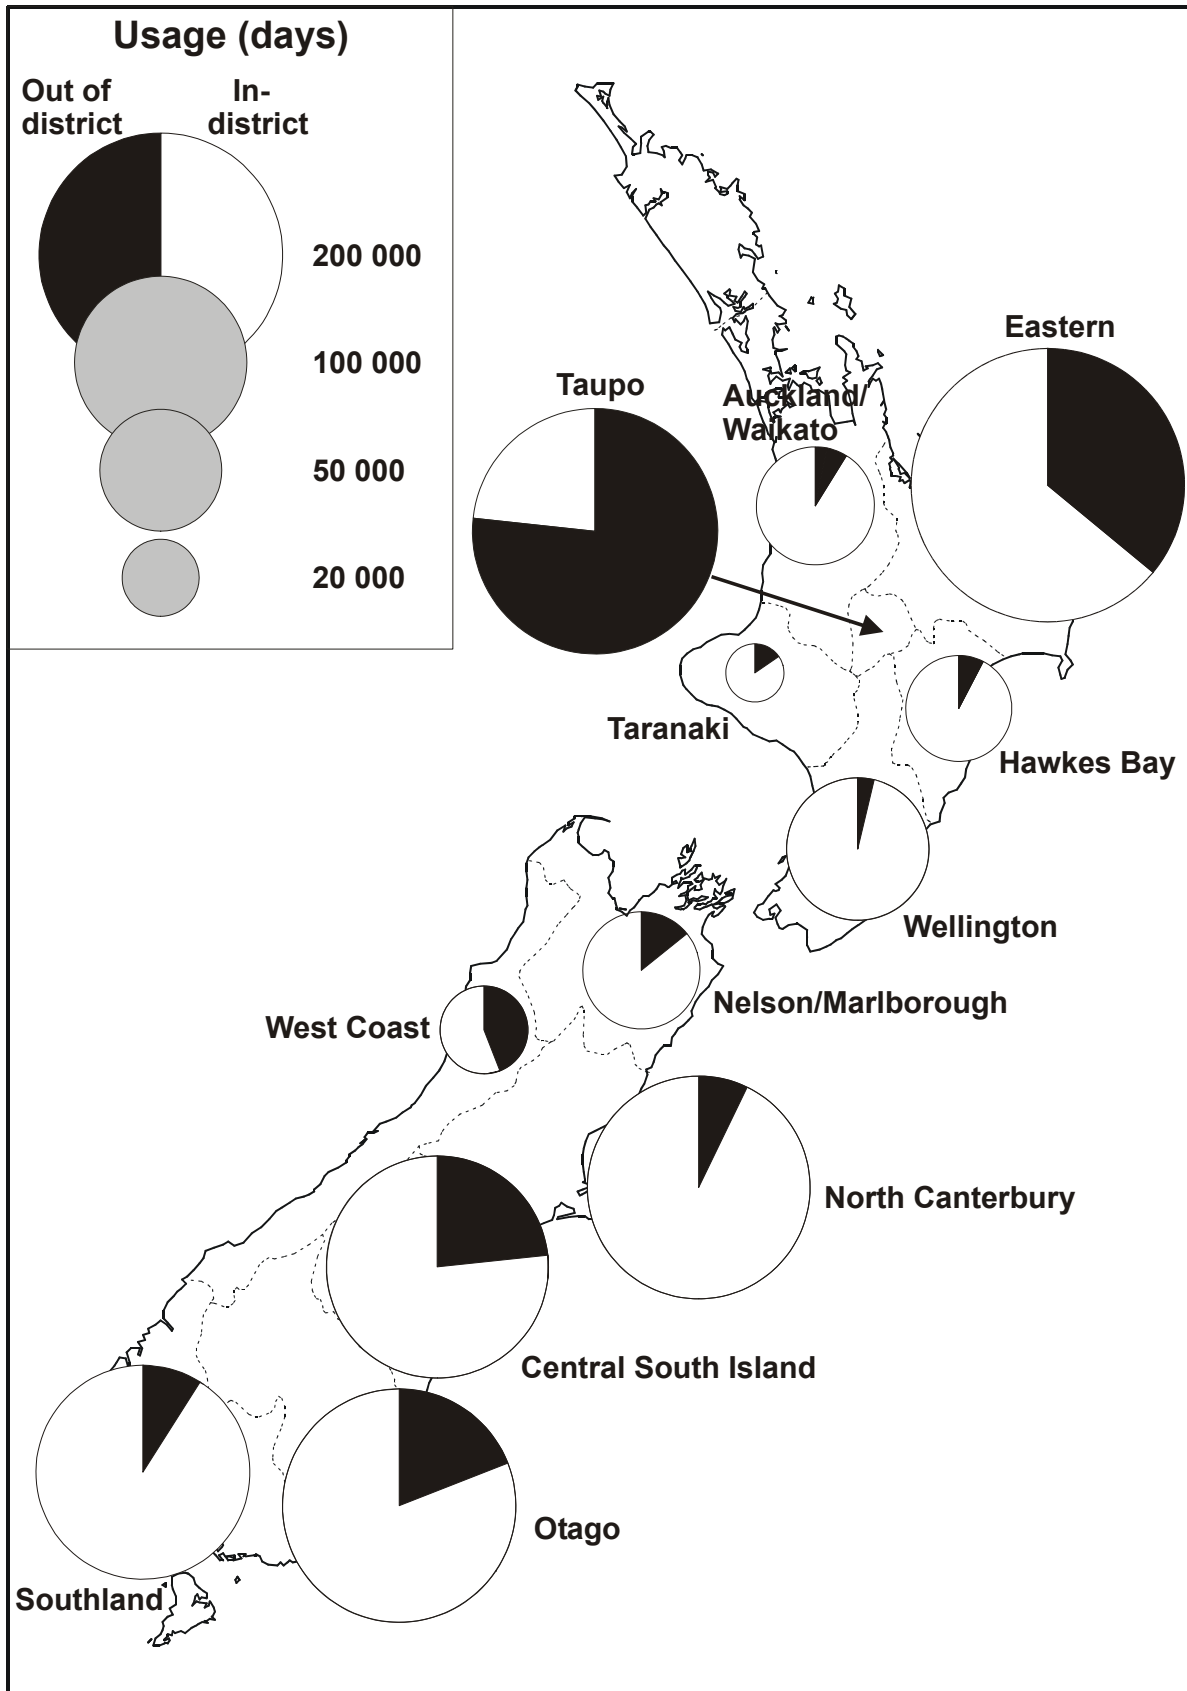 Usage (days)
Out of
district
In-
district
200 000
100 000
50 000
20 000
Eastern
Taupo
Auckland/
Waikato
Taranaki
Hawkes Bay
Wellington
Nelson/Marlborough
West Coast
North Canterbury
Central South Island
Otago
Southland